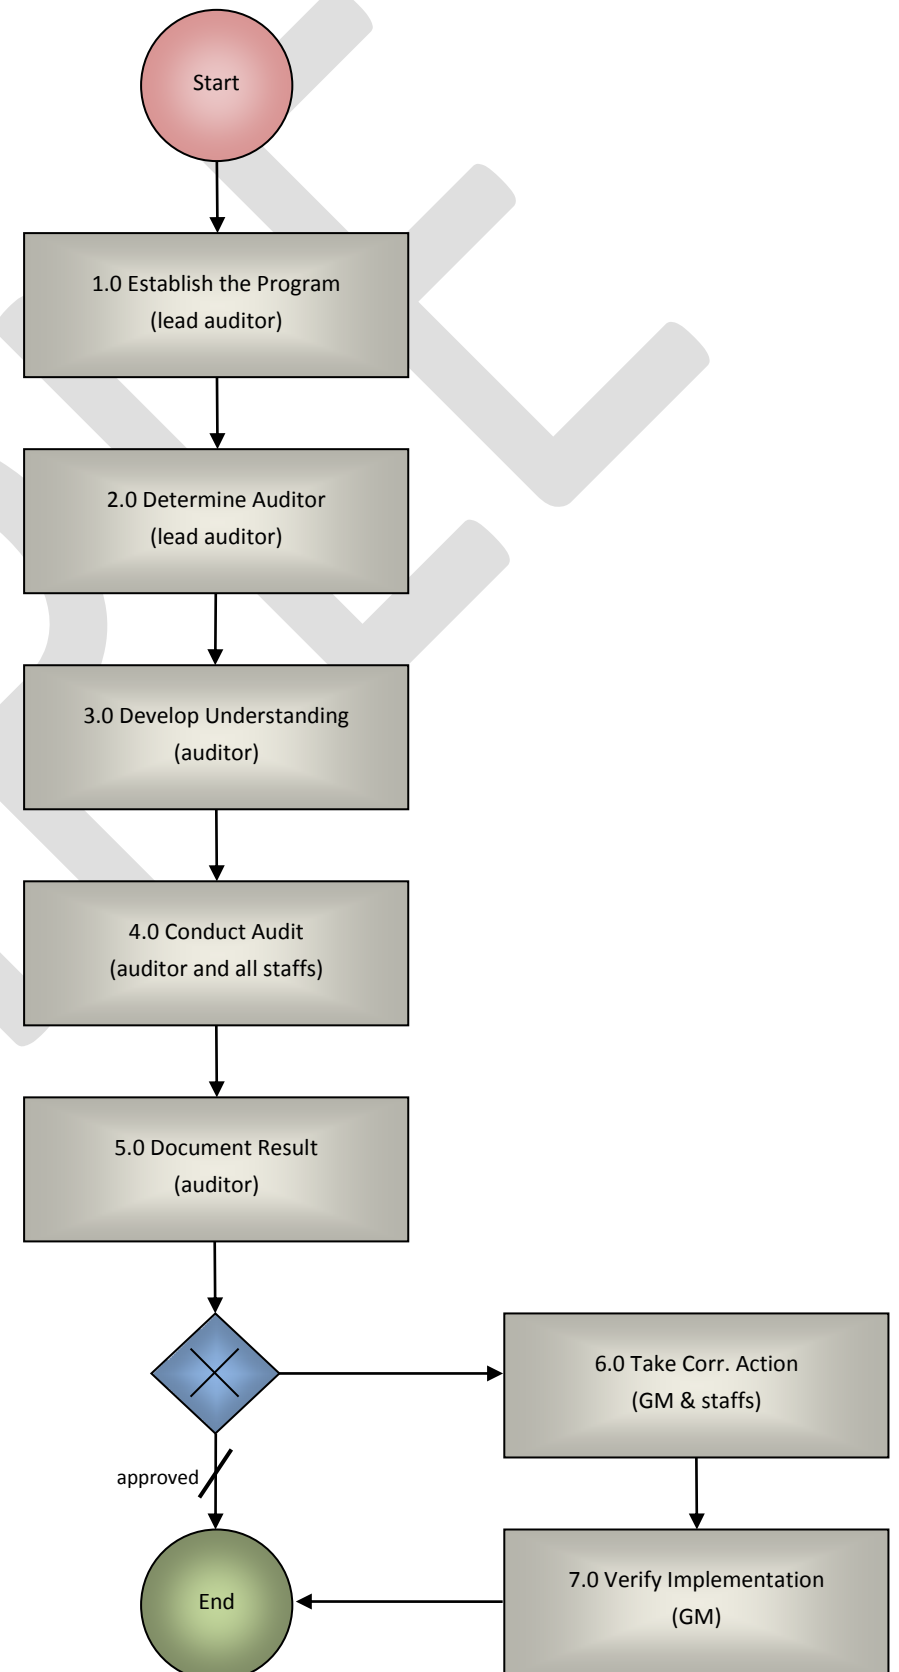 Start
1.0 Establish the Program
(lead auditor)
2.0 Determine Auditor
(lead auditor)
3.0 Develop Understanding
(auditor)
4.0 Conduct Audit
(auditor and all staffs)
5.0 Document Result
(auditor)
6.0 Take Corr. Action
(GM & staffs)
approved
End
7.0 Verify Implementation
(GM)